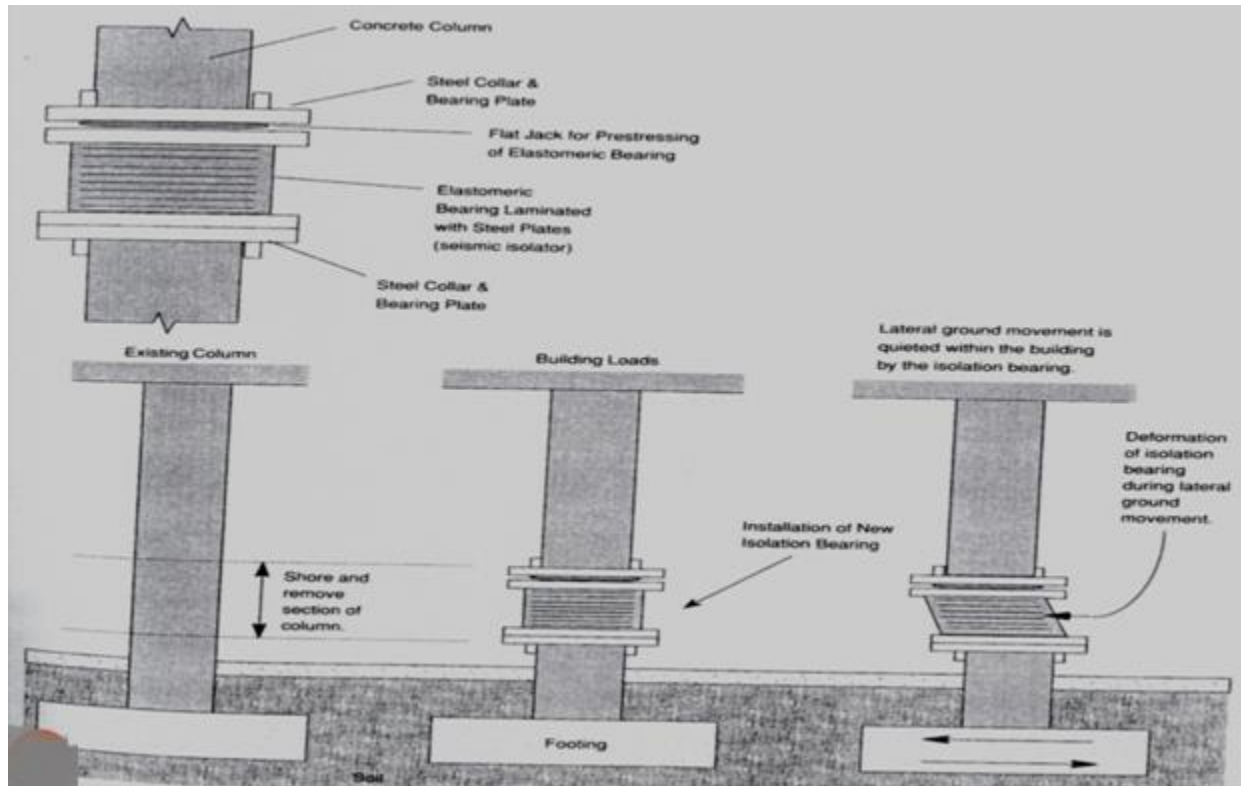 Concrete Column
Steel Collar &
Bearing Plate
Flat Jack for Prestressing
of Elastomeric Bearing
Elastomeric
Bearing Laminated
with Steel Plates
(seismic isolator)
Steel Collar &
Bearing Plate
Existing Column
Building Loads
Lateral ground movement is
quieted within the building
by the isolation bearing.
Shore and
remove
section of
column.
Installation of New
Isolation Bearing
Deformation
of isolation
bearing
during lateral
ground
movement.
Footing
Soil